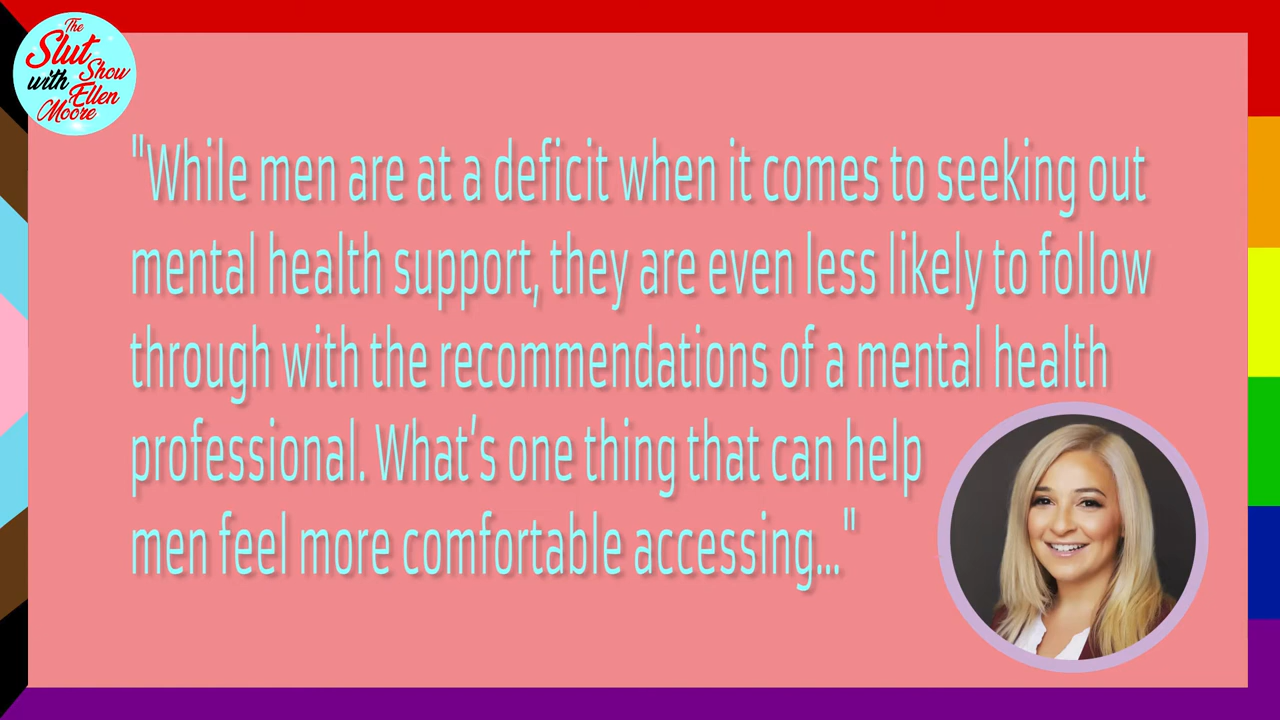 The
Slut
Show
with
Ellen
Moore
"While men are at a deficit when it comes to seeking out
mental health support, they are even less likely to follow
through with the recommendations of a mental health
professional. What's one thing that can help
men feel more comfortable accessing..."